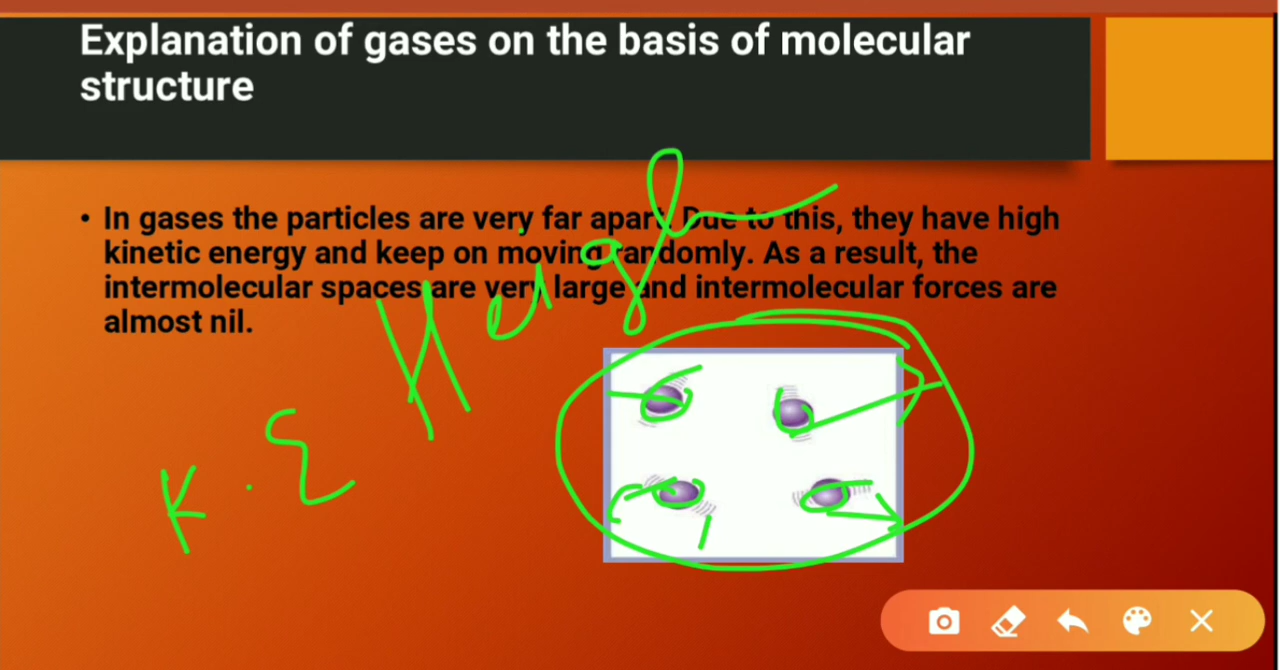 Explanation of gases on the basis of molecular
structure
• In gases the particles are very far apart. Due to this, they have high
kinetic energy and keep on moving randomly. As a result, the
intermolecular spaces are very large and intermolecular forces are
almost nil.
K.E High